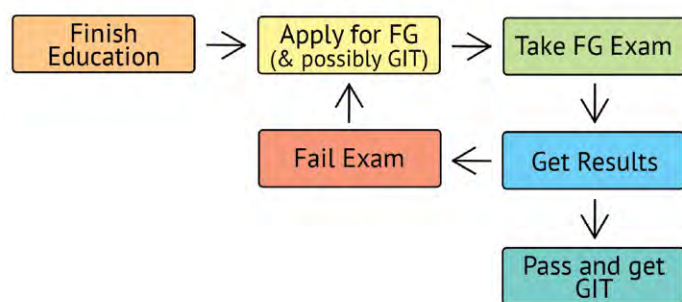 Finish
Education
Apply for FG
(& possibly GIT)
Take FG Exam
Fail Exam
Get Results
Pass and get
GIT